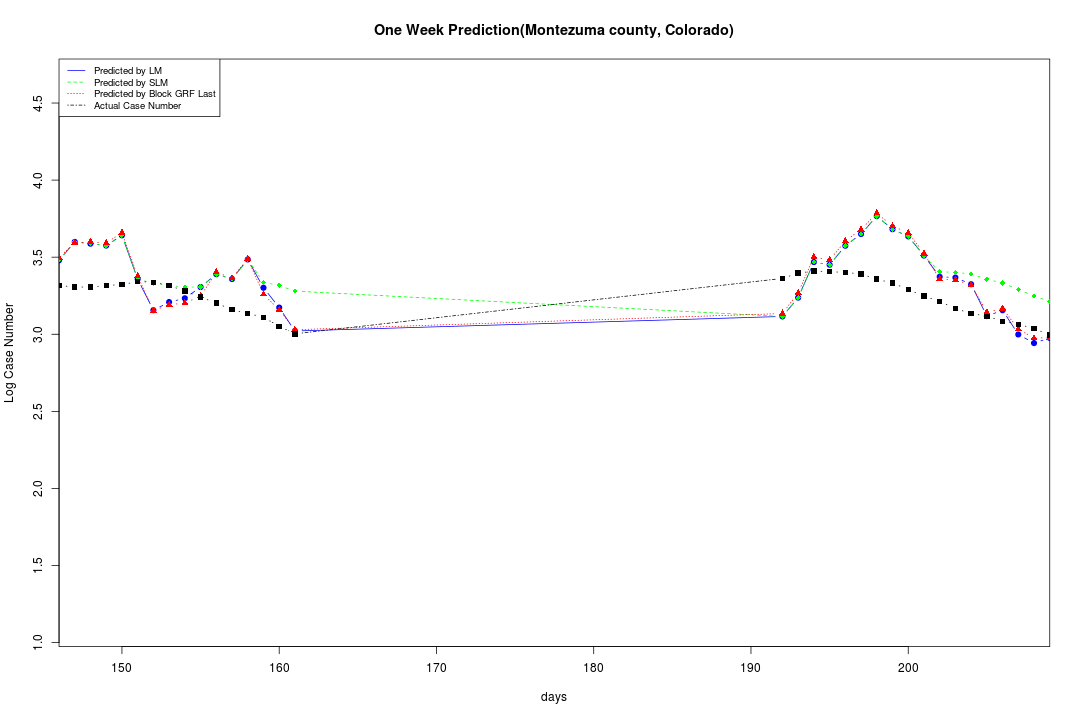 One Week Prediction(Montezuma county, Colorado)
Predicted by LM
Predicted by SLM
Predicted by Block GRF Last
Actual Case Number
Log Case Number
4.5
4.0
3.5
3.0
2.5
2.0
1.5
1.0
150 160 170 180 190 200
days